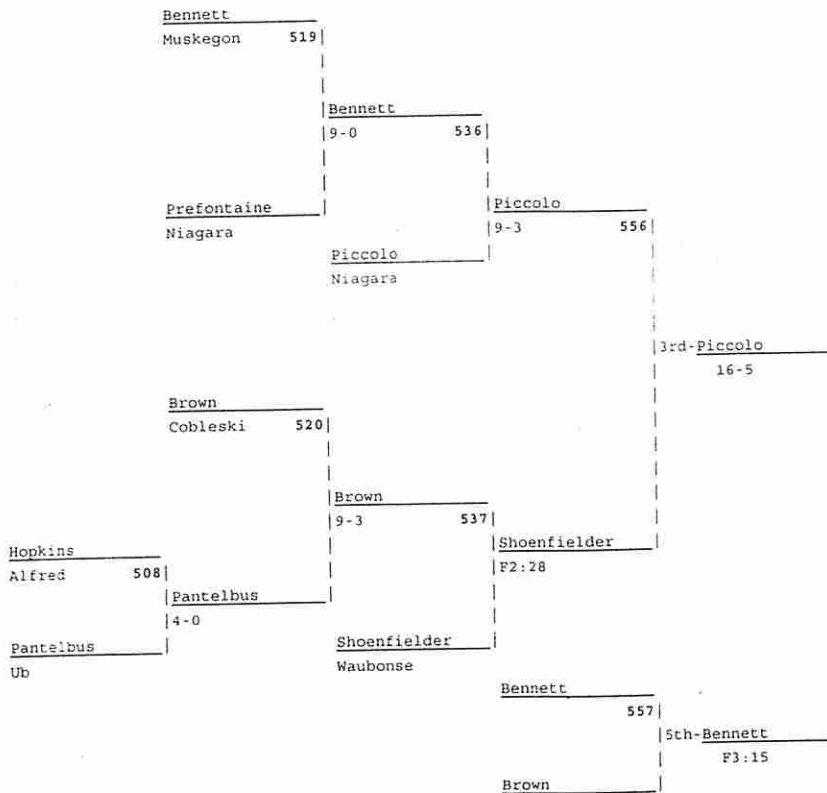 Bennett
Muskegon 519
Bennett
9-0 536
Prefontaine
Niagara
Piccolo
9-3 556
Piccolo
Niagara
3rd-Piccolo
16-5
Brown
Cobleski 520
Brown
9-3 537
Hopkins
Alfred 508
Shoenfielder
F2:28
Pantelbus
4-0
Pantelbus
Ub
Shoenfielder
Waubonse
Bennett
557
5th-Bennett
F3:15
Brown